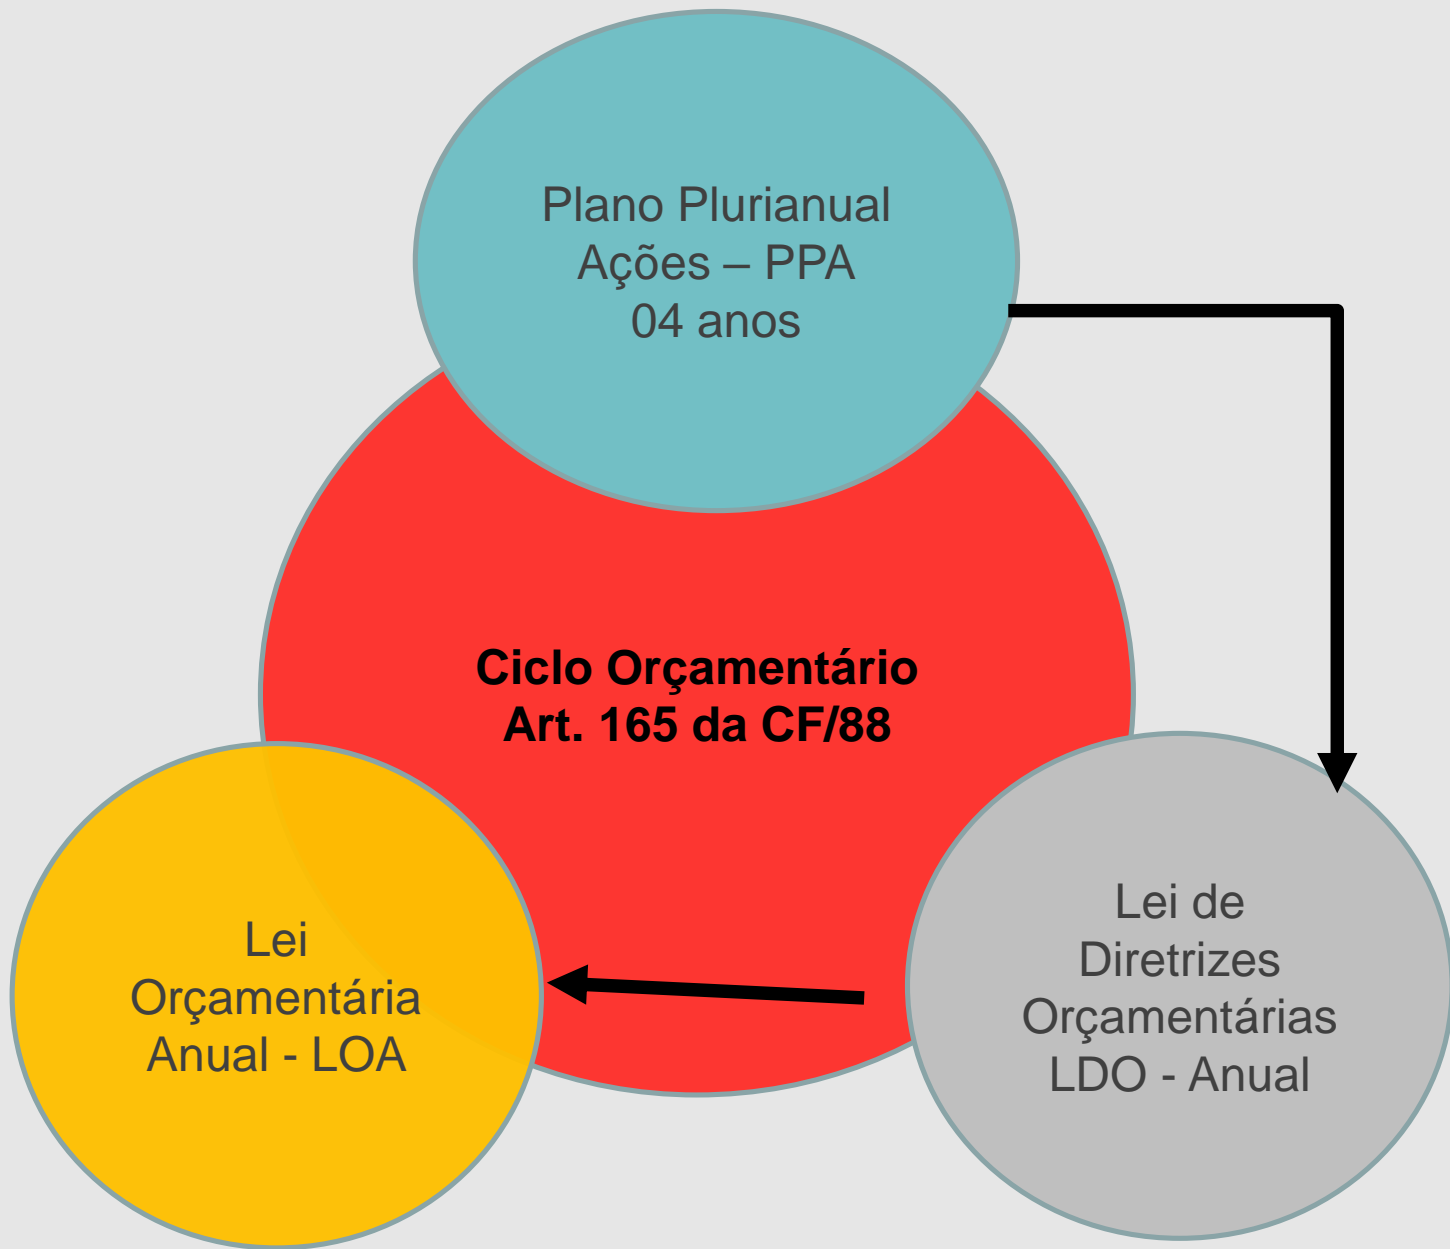 Plano Plurianual
Ações – PPA
04 anos
Ciclo Orçamentário
Art. 165 da CF/88
Lei
Orçamentária
Anual - LOA
Lei de
Diretrizes
Orçamentárias
LDO - Anual